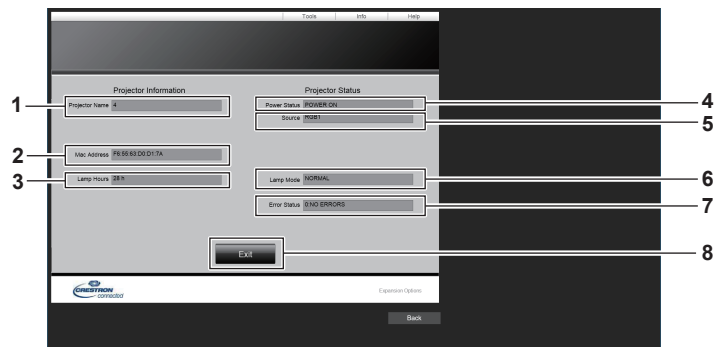 Tools Info Help
Projector Information Projector Status
1 Projector Name 4 Power Status POWER ON 4
Source RGB1 5
2 Mac Address F6:55:63:D0:D1:7A
3 Lamp Hours 28 h Lamp Mode NORMAL 6
Error Status 0:NO ERRORS 7
Exit 8
CRESTRON
connected Expansion Options
Back